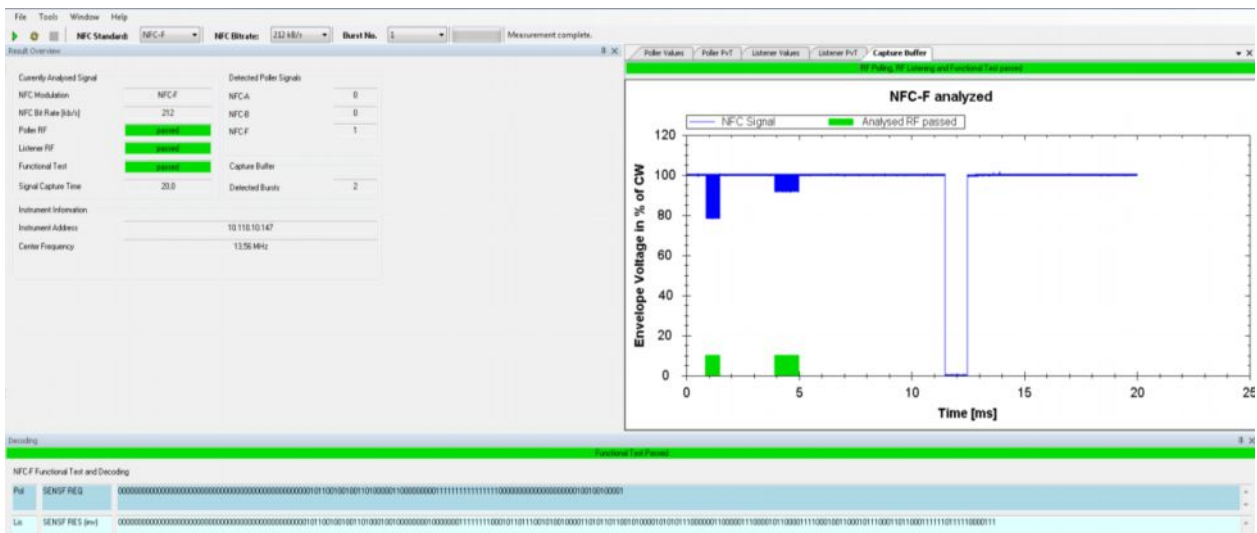 File Tools Window Help
NFC Standard: NFC-F NFC Bitrate: 212 kB/s Burst No. 1 Measurement complete.
Result Overview
Currently Analysed Signal
NFC Modulation NFC-F
NFC Bit Rate [kb/s] 212
Poller RF passed
Listener RF passed
Functional Test passed
Signal Capture Time 20,0
Instrument Information
Instrument Address 10.110.10.147
Center Frequency 13,56 MHz
Detected Poller Signals
NFC-A 0
NFC-B 0
NFC-F 1
Capture Buffer
Detected Bursts 2
Poller Values Poller PvT Listener Values Listener PvT Capture Buffer
RF Polling, RF Listening and Functional Test passed
NFC-F analyzed
NFC Signal Analysed RF passed
Envelope Voltage in % of CW
120
100
80
60
40
20
0
0 5 10 15 20 25
Time [ms]
Decoding
Functional Test Passed
NFC-F Functional Test and Decoding
Pol SENSF REQ
Lis SENSF RES (inv)